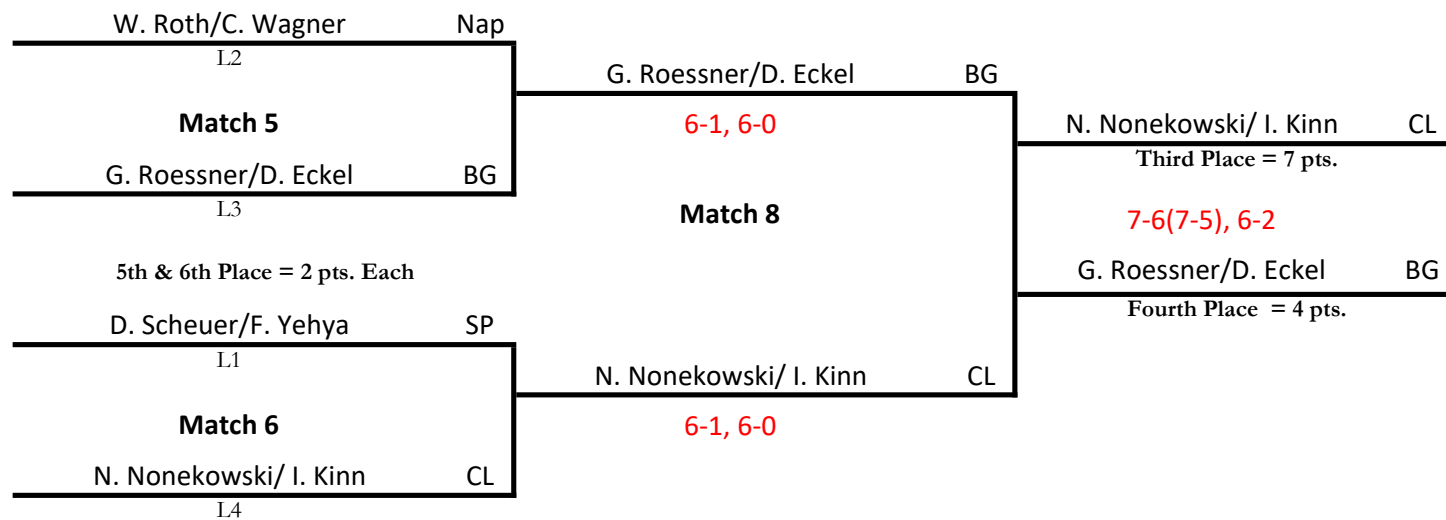 W. Roth/C. Wagner Nap
L2
Match 5
G. Roessner/D. Eckel BG
L3
5th & 6th Place = 2 pts. Each
D. Scheuer/F. Yehya SP
L1
Match 6
N. Nonekowski/ I. Kinn CL
L4
G. Roessner/D. Eckel BG
6-1, 6-0
Match 8
N. Nonekowski/ I. Kinn CL
6-1, 6-0
N. Nonekowski/ I. Kinn CL
Third Place = 7 pts.
7-6(7-5), 6-2
G. Roessner/D. Eckel BG
Fourth Place = 4 pts.